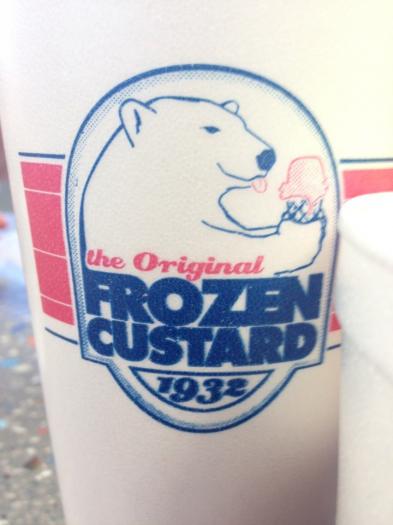 the Original
FROZEN
CUSTARD
1932